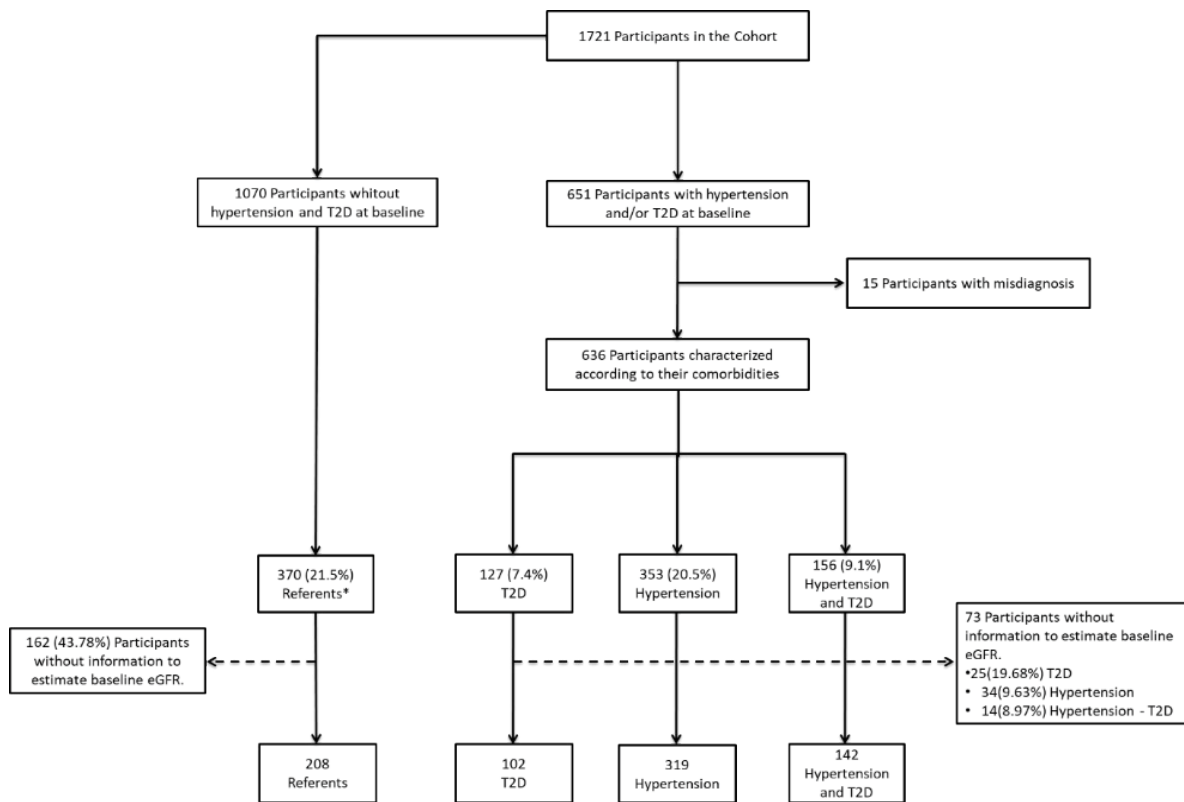 1721 Participants in the Cohort
1070 Participants whitout
hypertension and T2D at baseline
651 Participants with hypertension
and/or T2D at baseline
15 Participants with misdiagnosis
636 Participants characterized
according to their comorbidities
370 (21.5%)
Referents*
127 (7.4%)
T2D
353 (20.5%)
Hypertension
156 (9.1%)
Hypertension
and T2D
162 (43.78%) Participants
without information to
estimate baseline eGFR.
73 Participants without
information to estimate baseline
eGFR.
•25(19.68%) T2D
• 34(9.63%) Hypertension
• 14(8.97%) Hypertension - T2D
208
Referents
102
T2D
319
Hypertension
142
Hypertension
and T2D